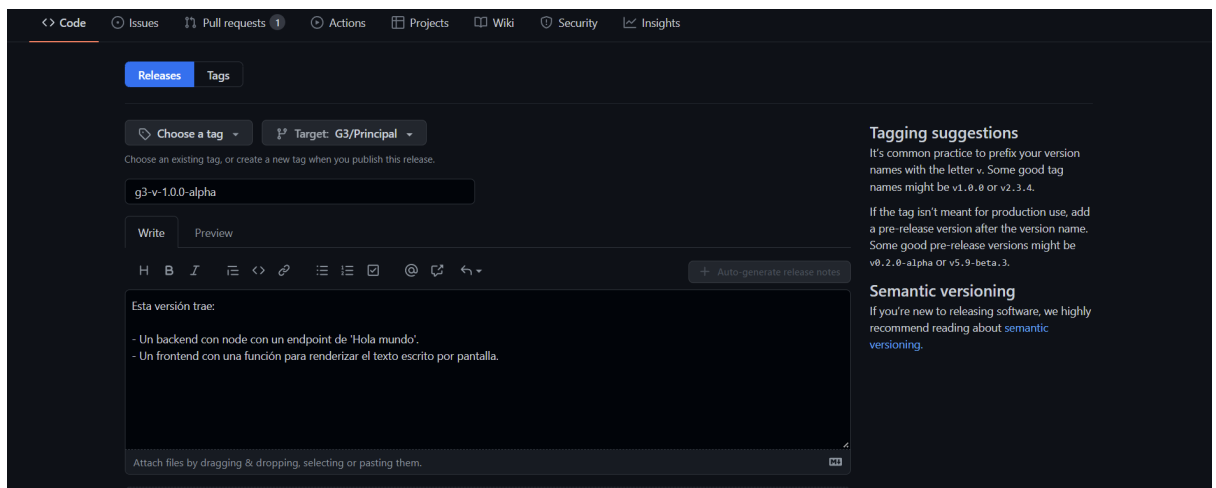 <> Code Issues Pull requests 1 Actions Projects Wiki Security Insights
Releases Tags
Choose a tag Target: G3/Principal
Choose an existing tag, or create a new tag when you publish this release.
g3-v-1.0.0-alpha
Write Preview
H B I @
+ Auto-generate release notes
Esta versión trae:
- Un backend con node con un endpoint de 'Hola mundo'.
- Un frontend con una función para renderizar el texto escrito por pantalla.
Attach files by dragging & dropping, selecting or pasting them.
Tagging suggestions
It's common practice to prefix your version
names with the letter v. Some good tag
names might be v1.0.0 or v2.3.4.
If the tag isn't meant for production use, add
a pre-release version after the version name.
Some good pre-release versions might be
v0.2.0-alpha or v5.9-beta.3.
Semantic versioning
If you're new to releasing software, we highly
recommend reading about semantic
versioning.